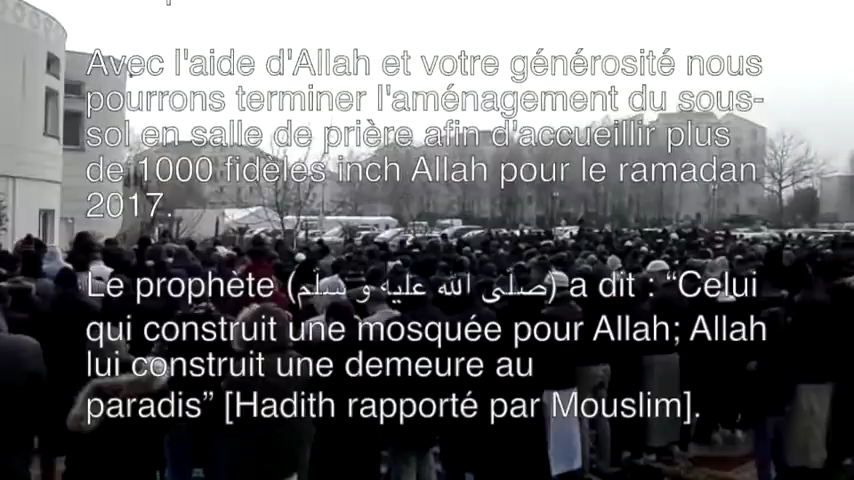 Avec l'aide d'Allah et votre générosité nous
pourrons terminer l'aménagement du sous-
sol en salle de prière afin d'accueillir plus
de 1000 fidèles inch Allah pour le ramadan
2017.
Le prophète (صلّى الله عليه و سلّم) a dit : “Celui
qui construit une mosquée pour Allah; Allah
lui construit une demeure au
paradis” [Hadith rapporté par Mouslim].